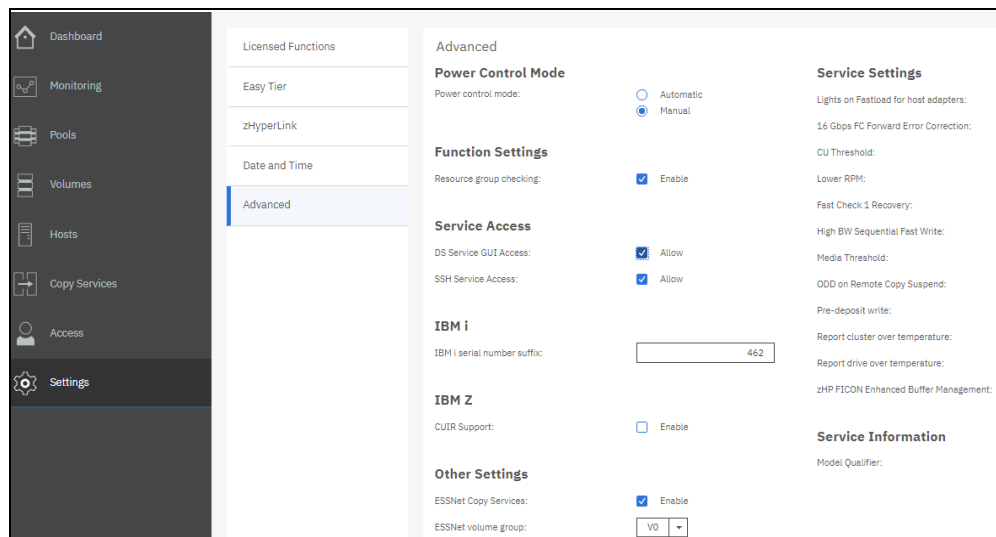 Dashboard
Monitoring
Pools
Volumes
Hosts
Copy Services
Access
Settings
Licensed Functions
Easy Tier
zHyperLink
Date and Time
Advanced
Advanced
Power Control Mode
Power control mode:
Automatic
Manual
Function Settings
Resource group checking:
Enable
Service Access
DS Service GUI Access:
Allow
SSH Service Access:
Allow
IBM i
IBM i serial number suffix:
462
IBM Z
CUIR Support:
Enable
Other Settings
ESSNet Copy Services:
Enable
ESSNet volume group:
V0
Service Settings
Lights on Fastload for host adapters:
16 Gbps FC Forward Error Correction:
CU Threshold:
Lower RPM:
Fast Check 1 Recovery:
High BW Sequential Fast Write:
Media Threshold:
ODD on Remote Copy Suspend:
Pre-deposit write:
Report cluster over temperature:
Report drive over temperature:
zHP FICON Enhanced Buffer Management:
Service Information
Model Qualifier: